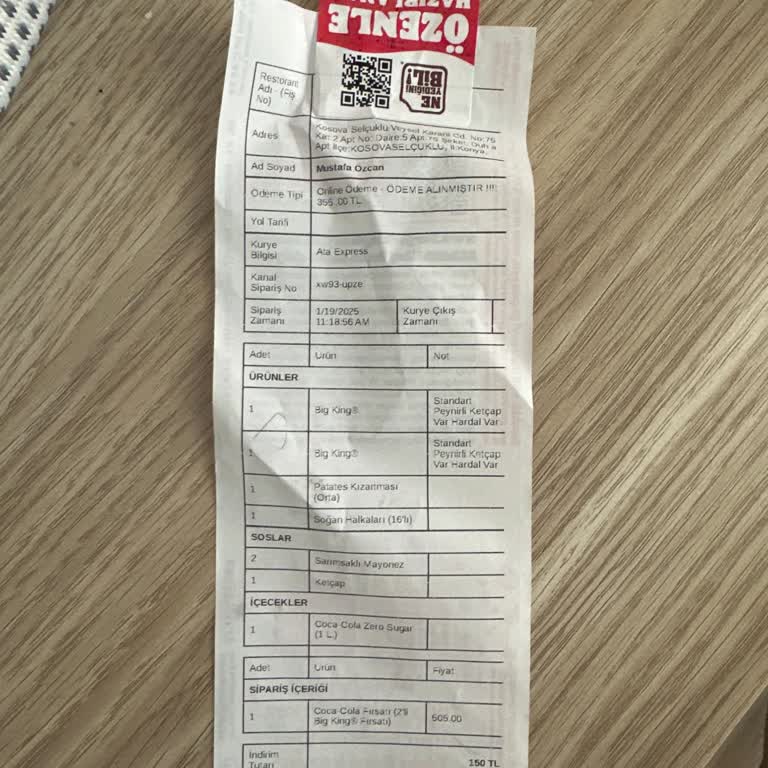 ÖZENLE
NE
YEDİĞİNİ
BİL!
Restoran
Adı - (Fiş
No)
Adres
Kosova Selçuklu Veysel Karani Cd. No:75
Kat:2 Apt No: Daire:5 Apt:75 Şeker
Apt İlçe:KOSOVASELÇUKLU, İl:Konya,
Ad Soyad Mustafa Özcan
Ödeme Tipi
Online Ödeme - ÖDEME ALINMIŞTIR !!!
355 .00 TL
Yol Tarifi
Kurye
Bilgisi
Ata Express
Kanal
Sipariş No
xw93-upze
Sipariş
Zamanı
1/19/2025
11:18:56 AM
Kurye Çıkış
Zamanı
Adet Ürün Not
ÜRÜNLER
1 Big King®
Standart
Peynirli Ketçap
Var Hardal Var
1 Big King®
Standart
Peynirli Ketçap
Var Hardal Var
1 Patates Kızartması
(Orta)
1 Soğan Halkaları (16'lı)
SOSLAR
2 Sarımsaklı Mayonez
1 Ketçap
İÇECEKLER
1 Coca-Cola Zero Sugar
(1 L.)
Adet Ürün Fiyat
SİPARİŞ İÇERİĞİ
1 Coca-Cola Fırsatı (2'li
Big King® Fırsatı)
505.00
İndirim
Tutarı
150 TL